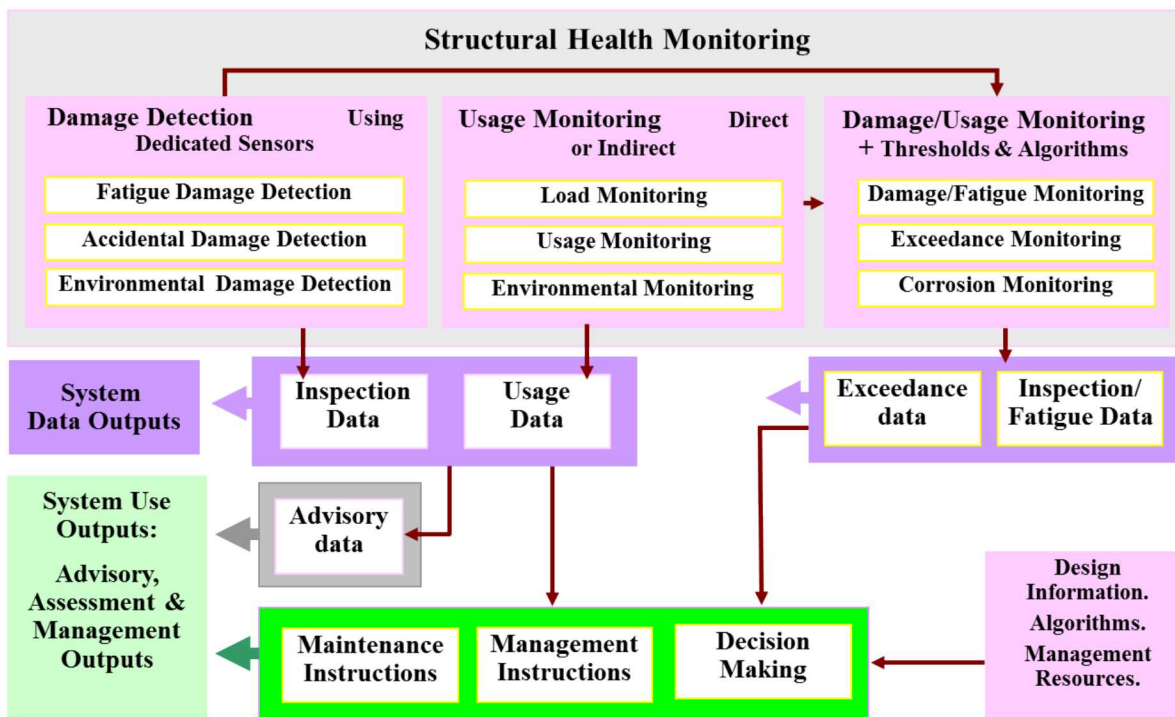 Structural Health Monitoring
Damage Detection Using
Dedicated Sensors
Fatigue Damage Detection
Accidental Damage Detection
Environmental Damage Detection
Usage Monitoring Direct
or Indirect
Load Monitoring
Usage Monitoring
Environmental Monitoring
Damage/Usage Monitoring
+ Thresholds & Algorithms
Damage/Fatigue Monitoring
Exceedance Monitoring
Corrosion Monitoring
System
Data Outputs
Inspection
Data
Usage
Data
Exceedance
data
Inspection/
Fatigue Data
System Use
Outputs:
Advisory,
Assessment &
Management
Outputs
Advisory
data
Maintenance
Instructions
Management
Instructions
Decision
Making
Design
Information.
Algorithms.
Management
Resources.